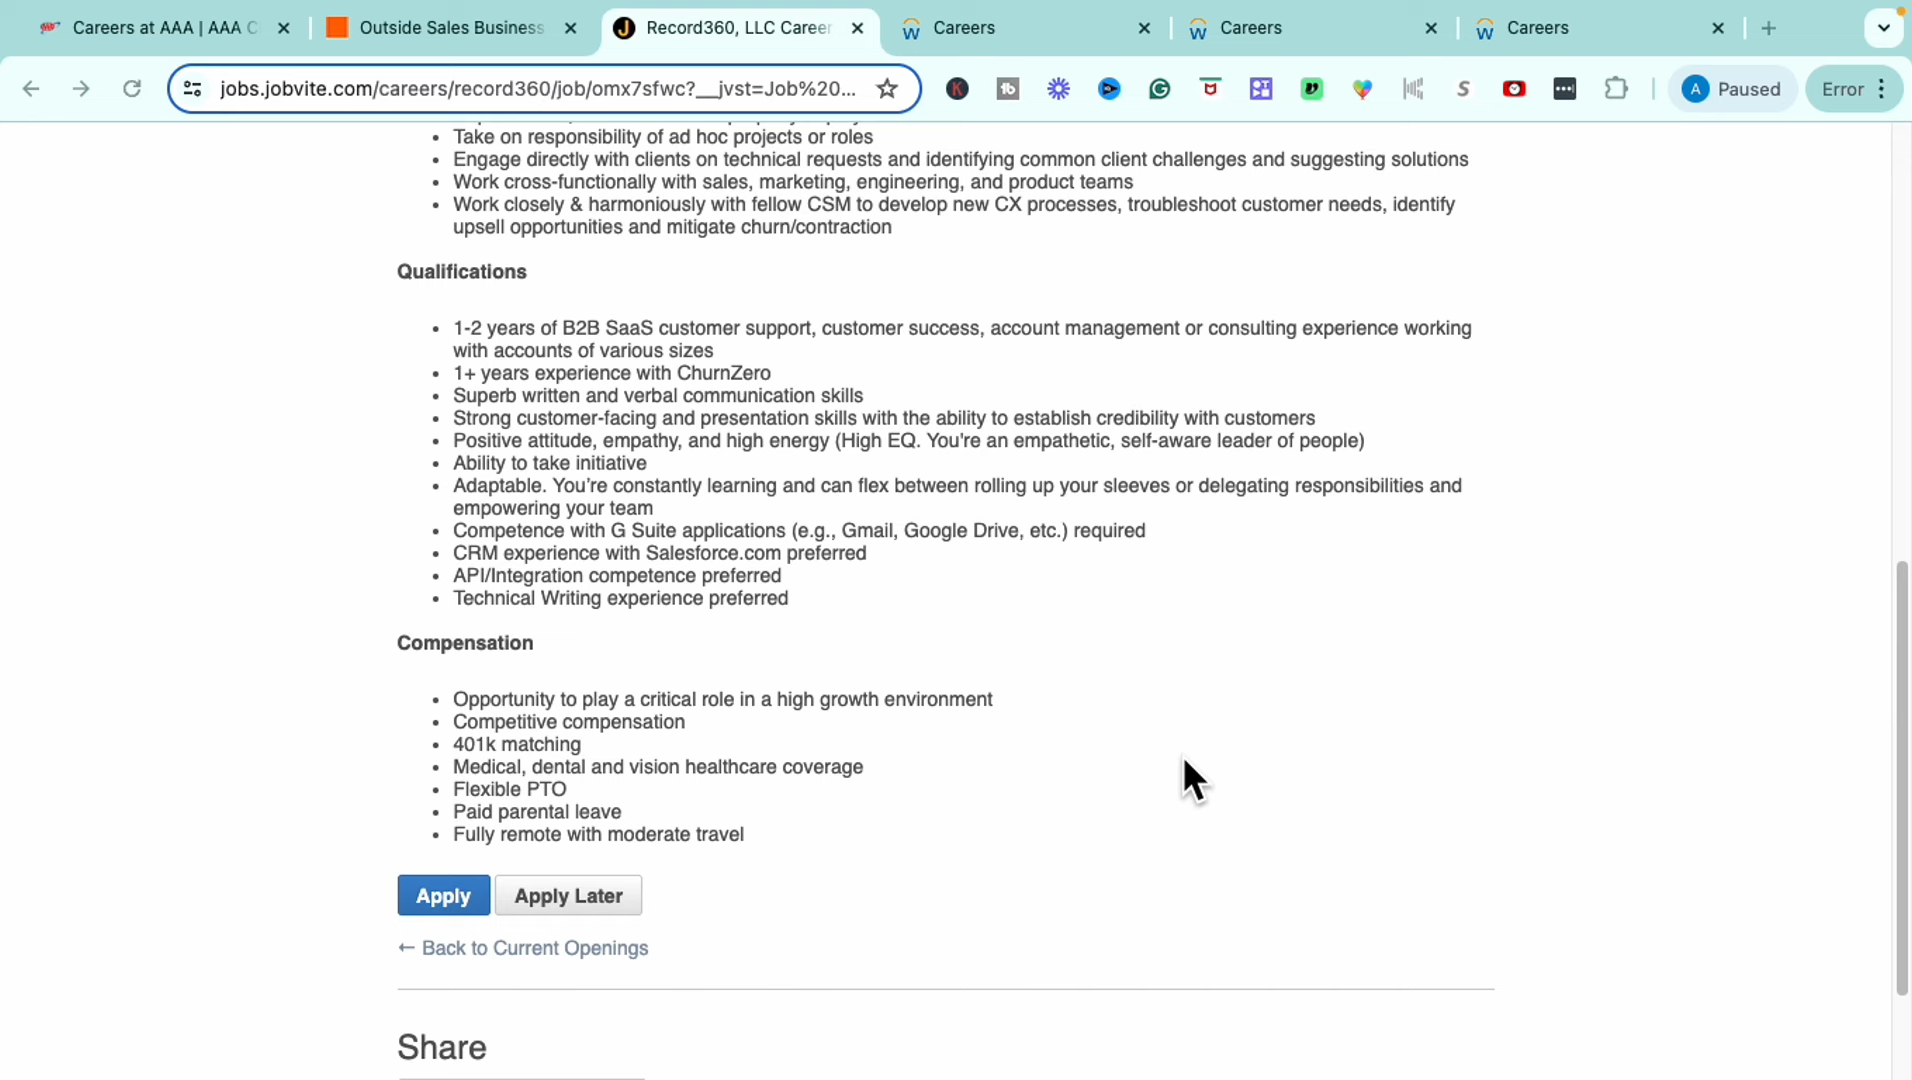 Careers at AAA | AAA C
Outside Sales Business
Record360, LLC Career
Careers
Careers
Careers
jobs.jobvite.com/careers/record360/job/omx7sfwc?__jvst=Job%20...
A Paused
Error
• Take on responsibility of ad hoc projects or roles
• Engage directly with clients on technical requests and identifying common client challenges and suggesting solutions
• Work cross-functionally with sales, marketing, engineering, and product teams
• Work closely & harmoniously with fellow CSM to develop new CX processes, troubleshoot customer needs, identify
upsell opportunities and mitigate churn/contraction
Qualifications
• 1-2 years of B2B SaaS customer support, customer success, account management or consulting experience working
with accounts of various sizes
• 1+ years experience with ChurnZero
• Superb written and verbal communication skills
• Strong customer-facing and presentation skills with the ability to establish credibility with customers
• Positive attitude, empathy, and high energy (High EQ. You're an empathetic, self-aware leader of people)
• Ability to take initiative
• Adaptable. You're constantly learning and can flex between rolling up your sleeves or delegating responsibilities and
empowering your team
• Competence with G Suite applications (e.g., Gmail, Google Drive, etc.) required
• CRM experience with Salesforce.com preferred
• API/Integration competence preferred
• Technical Writing experience preferred
Compensation
• Opportunity to play a critical role in a high growth environment
• Competitive compensation
• 401k matching
• Medical, dental and vision healthcare coverage
• Flexible PTO
• Paid parental leave
• Fully remote with moderate travel
Apply
Apply Later
← Back to Current Openings
Share